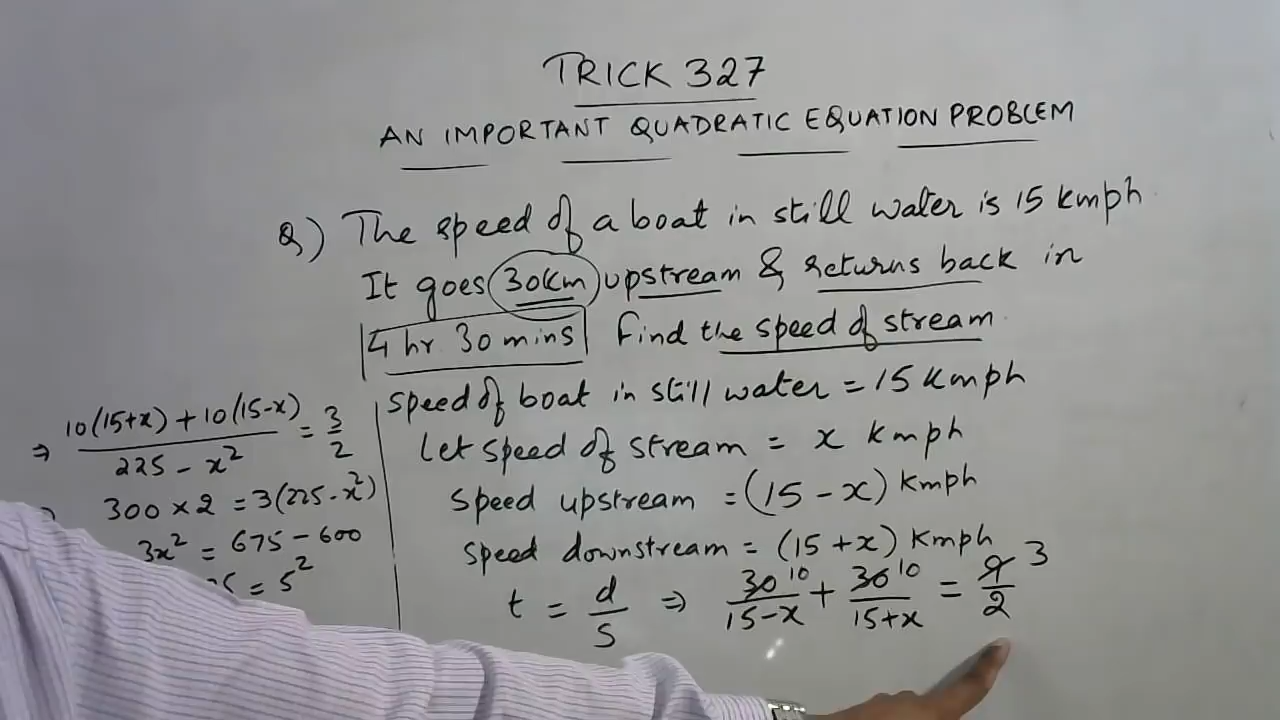 TRICK 327
AN IMPORTANT QUADRATIC EQUATION PROBLEM
Q) The speed of a boat in still water is 15 kmph.
It goes 30km upstream & returns back in
4 hr 30 mins Find the speed of stream.
speed of boat in still water = 15 kmph
Let speed of stream = x kmph
speed upstream = (15 - x) kmph
speed downstream = (15 + x) kmph
t = d/s ⇒ 30 10/15-x + 30 10/15+x = 9 3/2
⇒ 10(15+x) + 10(15-x)/225 - x² = 3/2
300 × 2 = 3(225-x²)
3x² = 675 - 600
= 5²